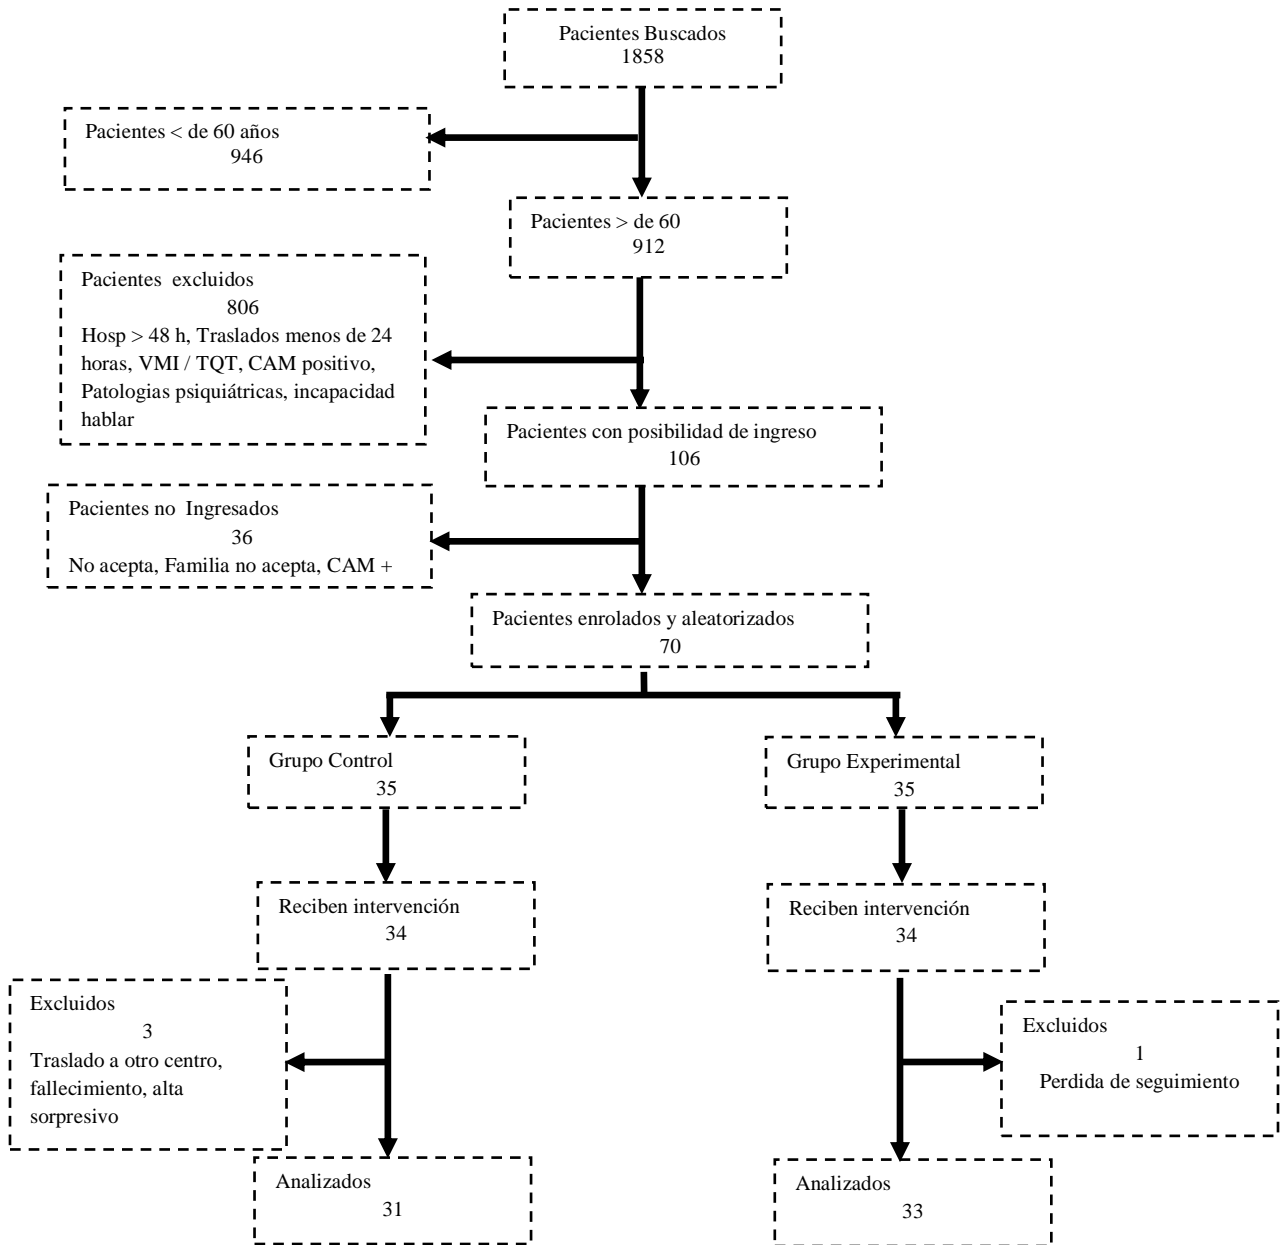 Pacientes Buscados
1858
Pacientes < de 60 años
946
Pacientes > de 60
912
Pacientes excluidos
806
Hosp > 48 h, Traslados menos de 24
horas, VMI / TQT, CAM positivo,
Patologias psiquiátricas, incapacidad
hablar
Pacientes con posibilidad de ingreso
106
Pacientes no Ingresados
36
No acepta, Familia no acepta, CAM +
Pacientes enrolados y aleatorizados
70
Grupo Control
35
Grupo Experimental
35
Reciben intervención
34
Reciben intervención
34
Excluidos
3
Traslado a otro centro,
fallecimiento, alta
sorpresivo
Excluidos
1
Perdida de seguimiento
Analizados
31
Analizados
33